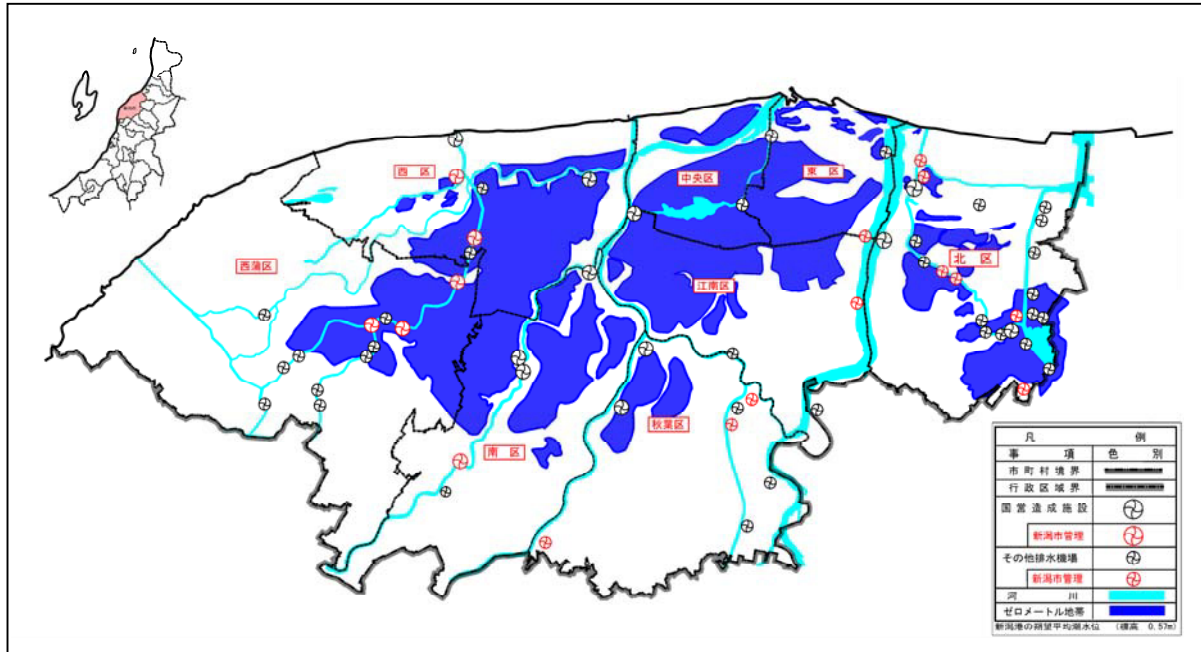 新潟市
西 区
中央区
東 区
西蒲区
北 区
江南区
秋葉区
南 区
凡 例
事 項 色 別
市町村境界
行政区域界
国営造成施設
新潟市管理
その他排水機場
新潟市管理
河 川
ゼロメートル地帯
新潟港の朔望平均潮水位 (標高 0.57m)